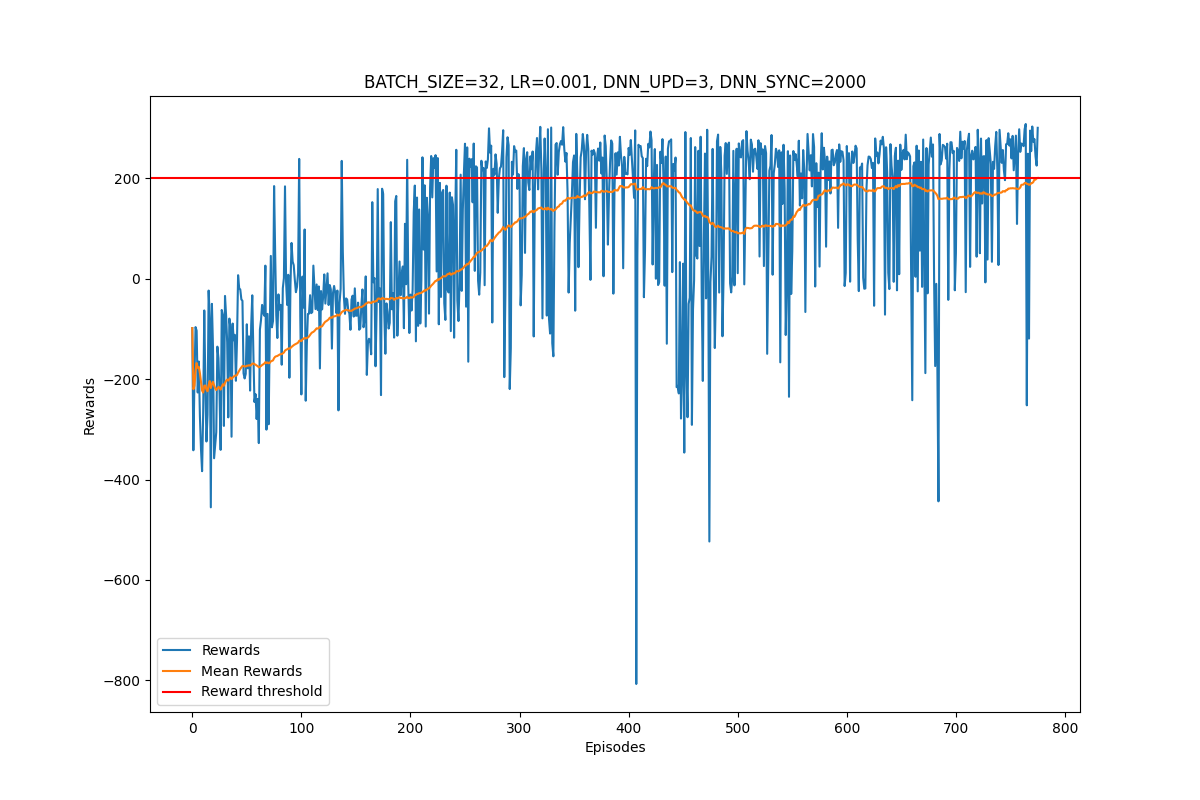 BATCH_SIZE=32, LR=0.001, DNN_UPD=3, DNN_SYNC=2000
200
0
−200
−400
−600
−800
Rewards
Rewards
Mean Rewards
Reward threshold
0 100 200 300 400 500 600 700 800
Episodes